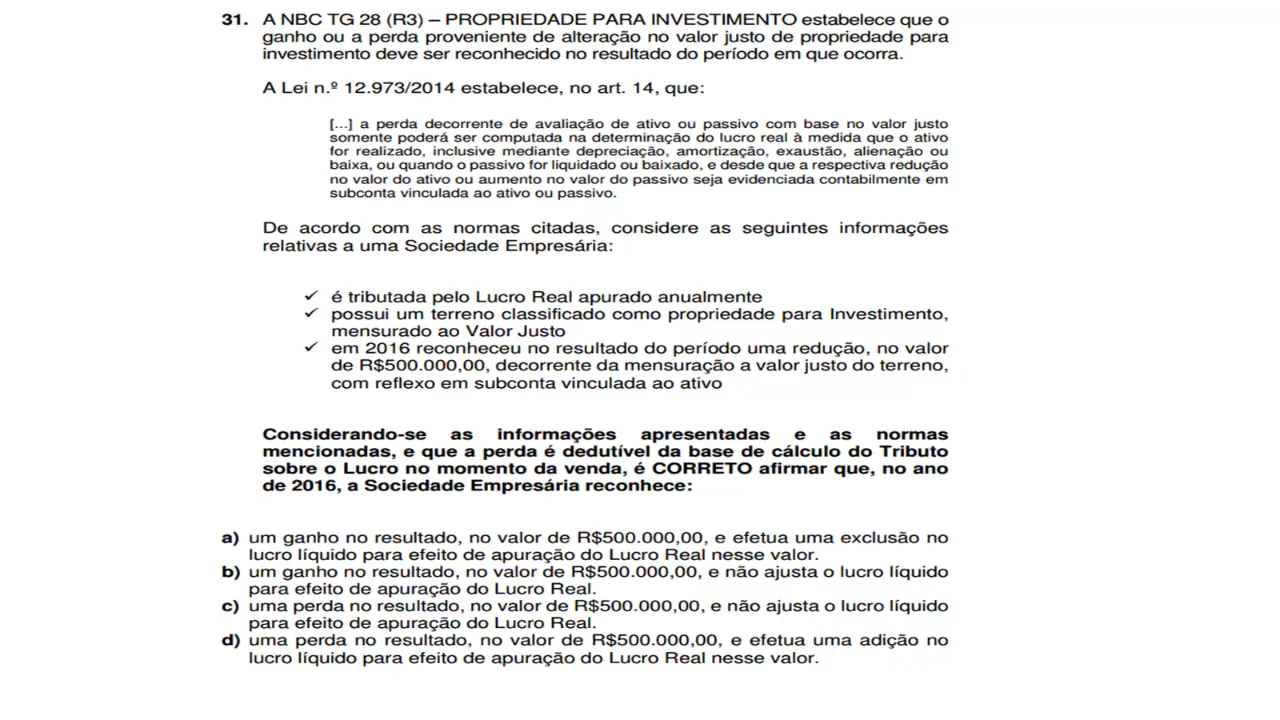 31. A NBC TG 28 (R3) – PROPRIEDADE PARA INVESTIMENTO estabelece que o
ganho ou a perda proveniente de alteração no valor justo de propriedade para
investimento deve ser reconhecido no resultado do período em que ocorra.
A Lei n.º 12.973/2014 estabelece, no art. 14, que:
[...] a perda decorrente de avaliação de ativo ou passivo com base no valor justo
somente poderá ser computada na determinação do lucro real à medida que o ativo
for realizado, inclusive mediante depreciação, amortização, exaustão, alienação ou
baixa, ou quando o passivo for liquidado ou baixado, e desde que a respectiva redução
no valor do ativo ou aumento no valor do passivo seja evidenciada contabilmente em
subconta vinculada ao ativo ou passivo.
De acordo com as normas citadas, considere as seguintes informações
relativas a uma Sociedade Empresária:
✓ é tributada pelo Lucro Real apurado anualmente
✓ possui um terreno classificado como propriedade para Investimento,
mensurado ao Valor Justo
✓ em 2016 reconheceu no resultado do período uma redução, no valor
de R$500.000,00, decorrente da mensuração a valor justo do terreno,
com reflexo em subconta vinculada ao ativo
Considerando-se as informações apresentadas e as normas
mencionadas, e que a perda é dedutível da base de cálculo do Tributo
sobre o Lucro no momento da venda, é CORRETO afirmar que, no ano
de 2016, a Sociedade Empresária reconhece:
a) um ganho no resultado, no valor de R$500.000,00, e efetua uma exclusão no
lucro líquido para efeito de apuração do Lucro Real nesse valor.
b) um ganho no resultado, no valor de R$500.000,00, e não ajusta o lucro líquido
para efeito de apuração do Lucro Real.
c) uma perda no resultado, no valor de R$500.000,00, e não ajusta o lucro líquido
para efeito de apuração do Lucro Real.
d) uma perda no resultado, no valor de R$500.000,00, e efetua uma adição no
lucro líquido para efeito de apuração do Lucro Real nesse valor.